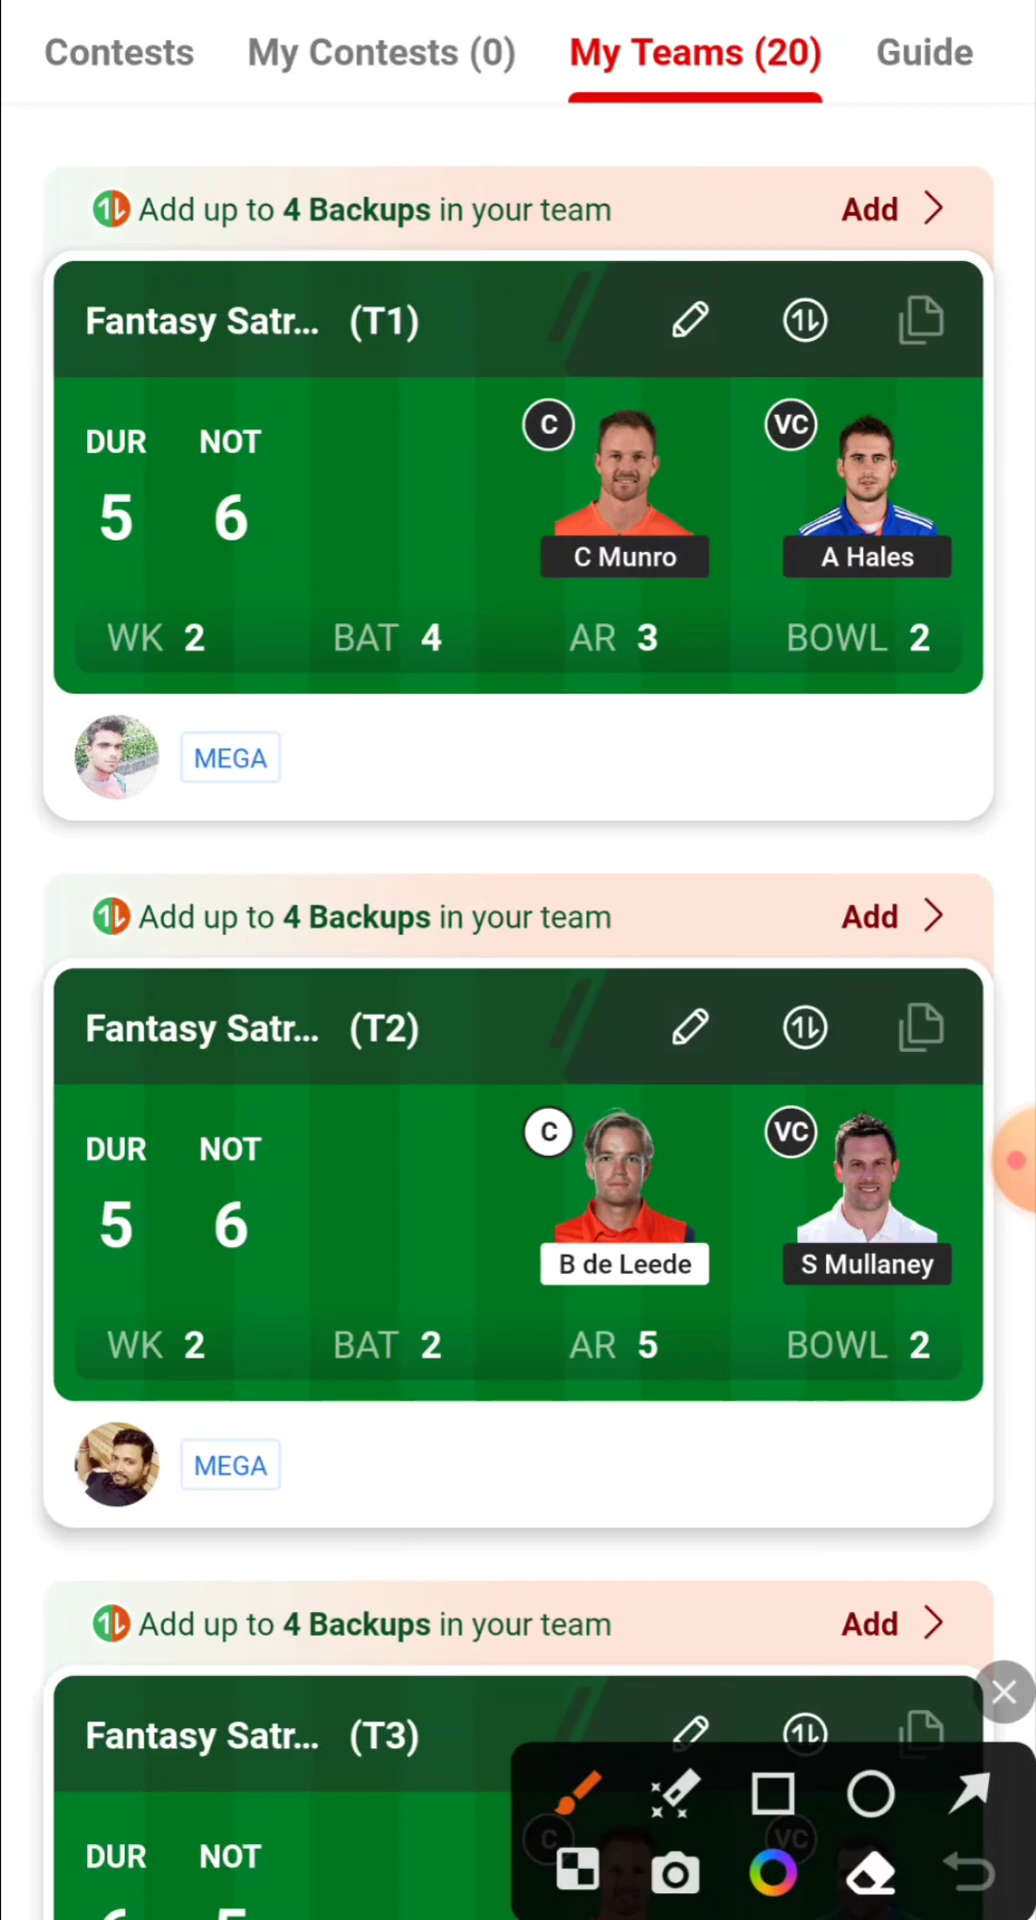 Contests My Contests (0) My Teams (20) Guide
Add up to 4 Backups in your team Add
Fantasy Satr... (T1)
C VC
DUR NOT
5 6
C Munro A Hales
WK 2 BAT 4 AR 3 BOWL 2
MEGA
Add up to 4 Backups in your team Add
Fantasy Satr... (T2)
C VC
DUR NOT
5 6
B de Leede S Mullaney
WK 2 BAT 2 AR 5 BOWL 2
MEGA
Add up to 4 Backups in your team Add
Fantasy Satr... (T3)
C VC
DUR NOT